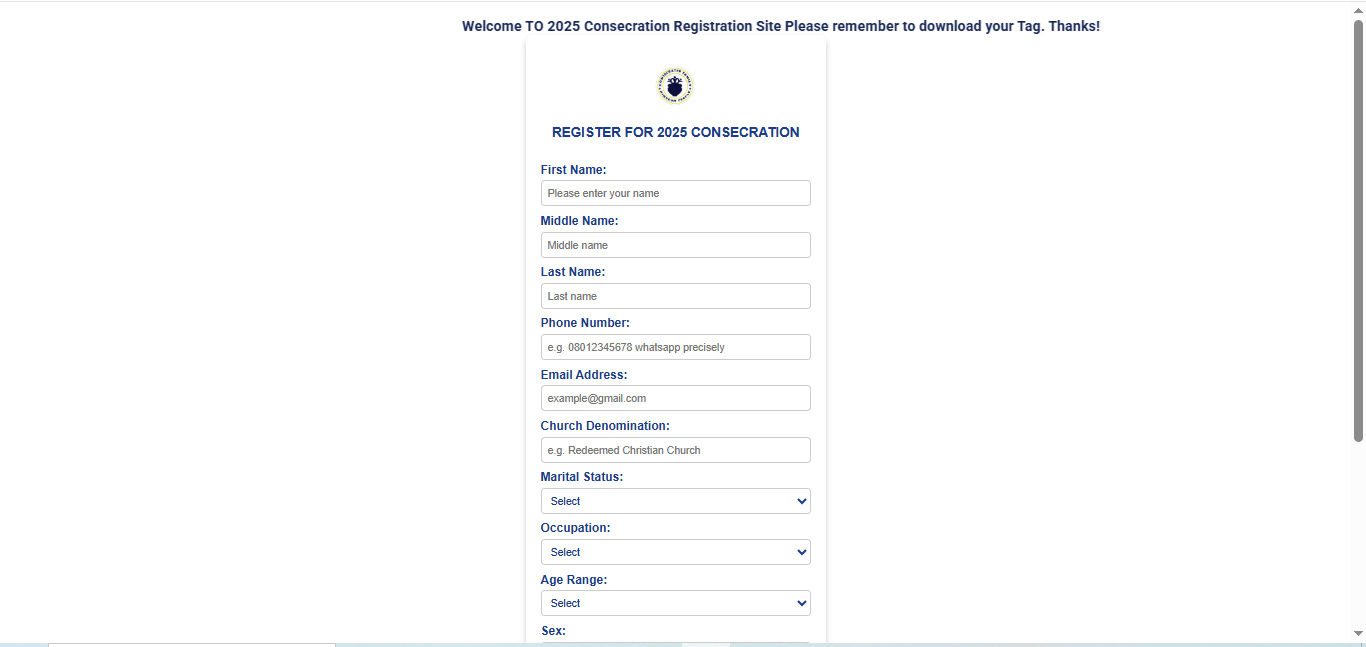 Welcome TO 2025 Consecration Registration Site Please remember to download your Tag. Thanks!
REGISTER FOR 2025 CONSECRATION
First Name:
Please enter your name
Middle Name:
Middle name
Last Name:
Last name
Phone Number:
e.g. 08012345678 whatsapp precisely
Email Address:
example@gmail.com
Church Denomination:
e.g. Redeemed Christian Church
Marital Status:
Select
Occupation:
Select
Age Range:
Select
Sex: